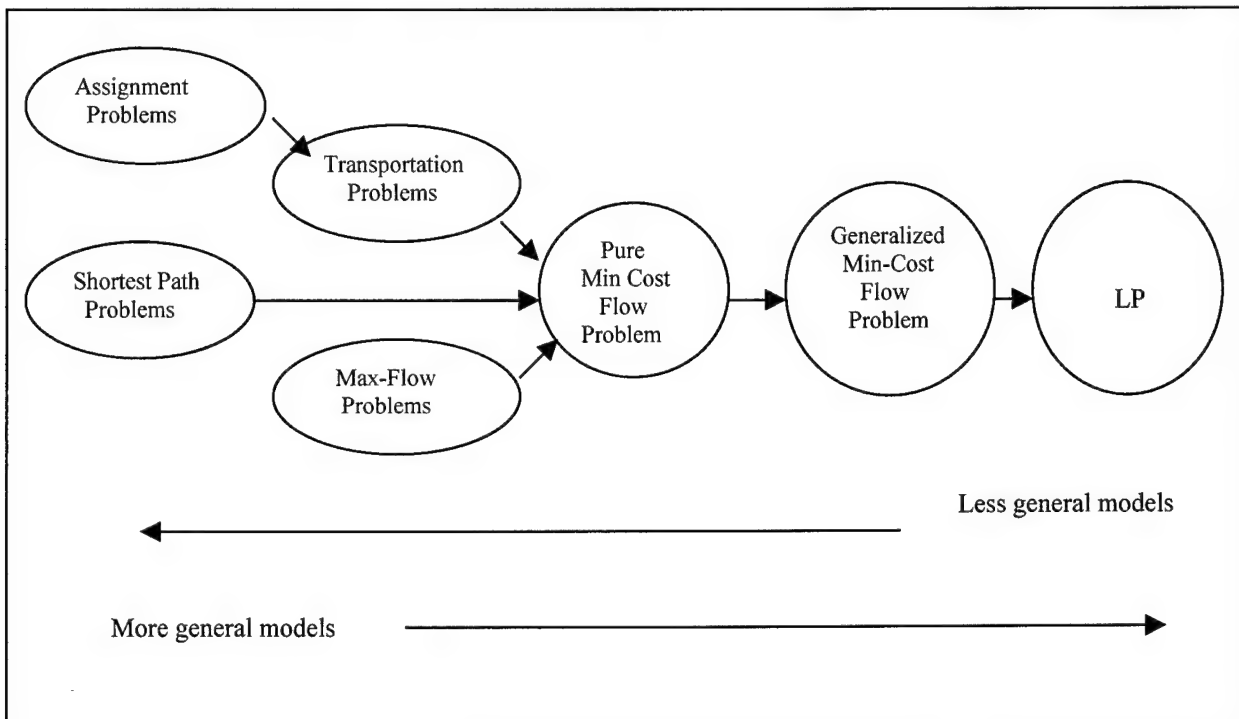 Assignment
Problems
Transportation
Problems
Shortest Path
Problems
Max-Flow
Problems
Pure
Min Cost
Flow
Problem
Generalized
Min-Cost
Flow
Problem
LP
Less general models
More general models